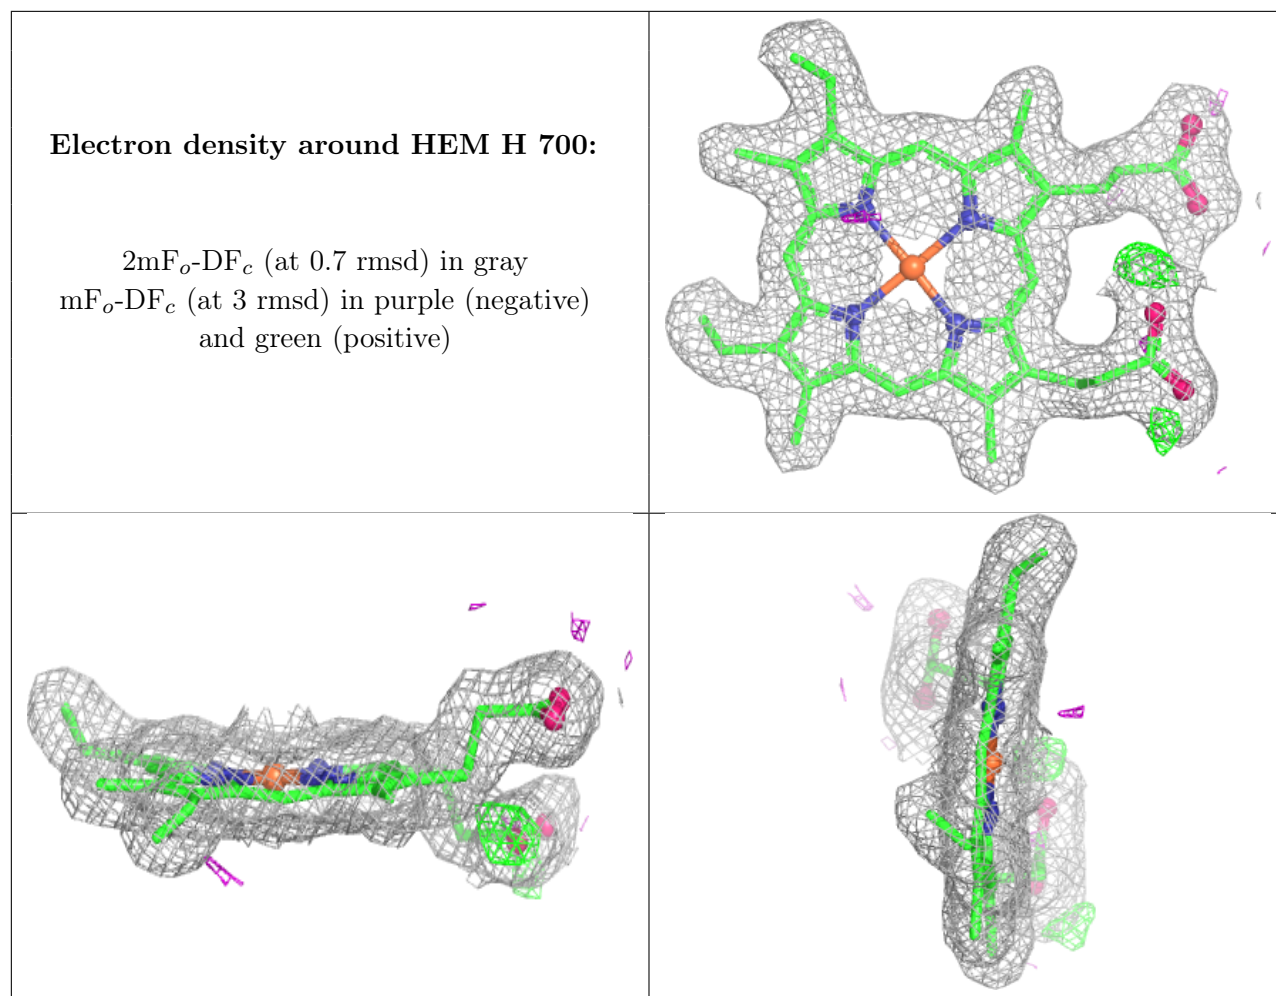 Electron density around HEM H 700:
2mFo-DFc (at 0.7 rmsd) in gray
mFo-DFc (at 3 rmsd) in purple (negative)
and green (positive)